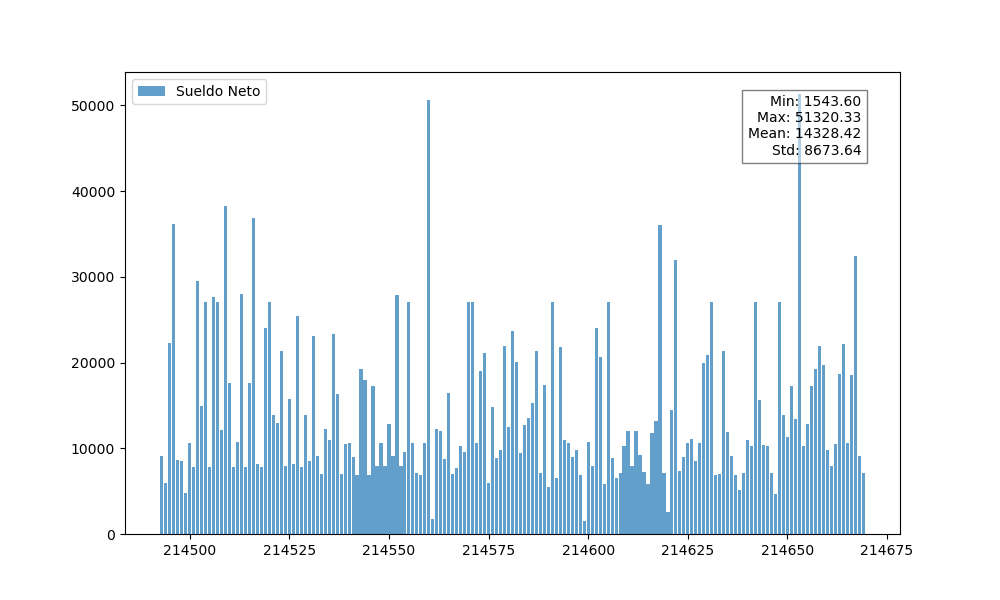 Sueldo Neto
Min: 1543.60
Max: 51320.33
Mean: 14328.42
Std: 8673.64
50000
40000
30000
20000
10000
0
214500 214525 214550 214575 214600 214625 214650 214675